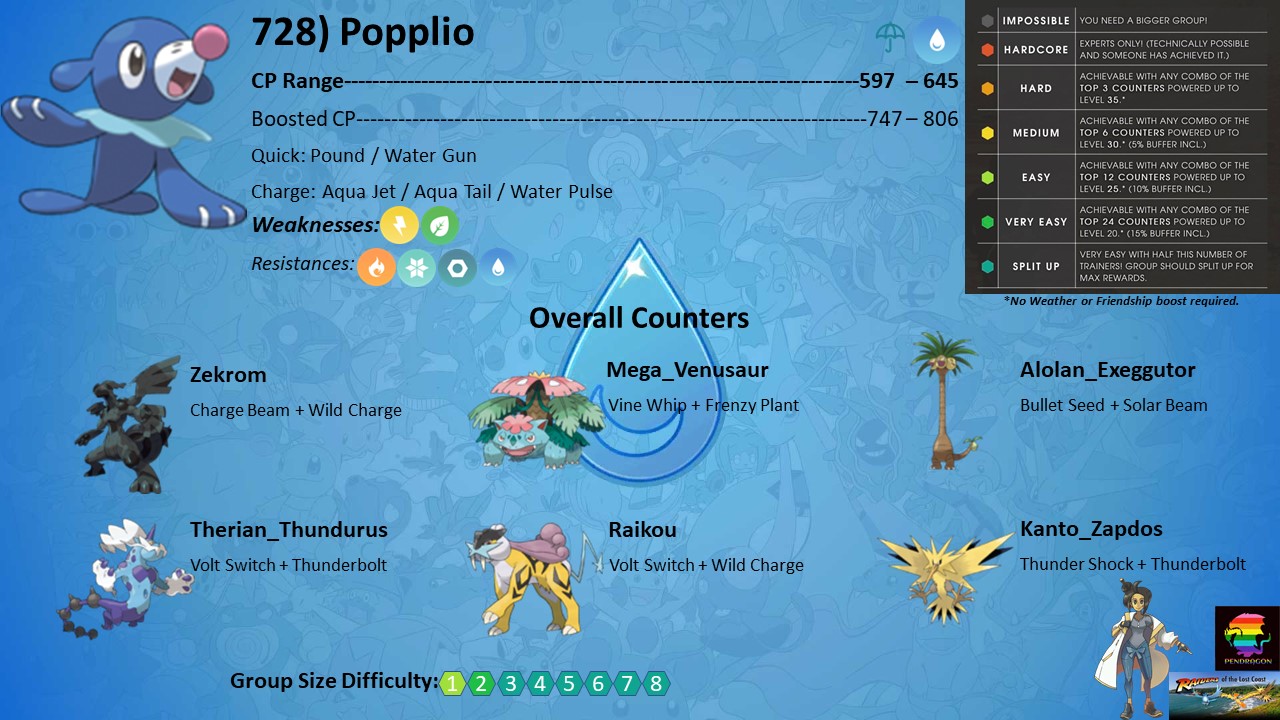 728) Popplio
CP Range---------------------------------------------------------------------------597 – 645
Boosted CP--------------------------------------------------------------------------747 – 806
Quick: Pound / Water Gun
Charge: Aqua Jet / Aqua Tail / Water Pulse
Weaknesses:
Resistances:
IMPOSSIBLE YOU NEED A BIGGER GROUP!
HARDCORE EXPERTS ONLY! (TECHNICALLY POSSIBLE
AND SOMEONE HAS ACHIEVED IT.)
HARD ACHIEVABLE WITH ANY COMBO OF THE
TOP 3 COUNTERS POWERED UP TO
LEVEL 35.*
MEDIUM ACHIEVABLE WITH ANY COMBO OF THE
TOP 6 COUNTERS POWERED UP TO
LEVEL 30.* (5% BUFFER INCL.)
EASY ACHIEVABLE WITH ANY COMBO OF THE
TOP 12 COUNTERS POWERED UP TO
LEVEL 25.* (10% BUFFER INCL.)
VERY EASY ACHIEVABLE WITH ANY COMBO OF THE
TOP 24 COUNTERS POWERED UP TO
LEVEL 20.* (15% BUFFER INCL.)
SPLIT UP VERY EASY WITH HALF THIS NUMBER OF
TRAINERS! GROUP SHOULD SPLIT UP FOR
MAX REWARDS.
*No Weather or Friendship boost required.
Overall Counters
Zekrom
Charge Beam + Wild Charge
Mega_Venusaur
Vine Whip + Frenzy Plant
Alolan_Exeggutor
Bullet Seed + Solar Beam
Therian_Thundurus
Volt Switch + Thunderbolt
Raikou
Volt Switch + Wild Charge
Kanto_Zapdos
Thunder Shock + Thunderbolt
Group Size Difficulty: 1 2 3 4 5 6 7 8
PENDRAGON
RAIDERS of the Lost Coast